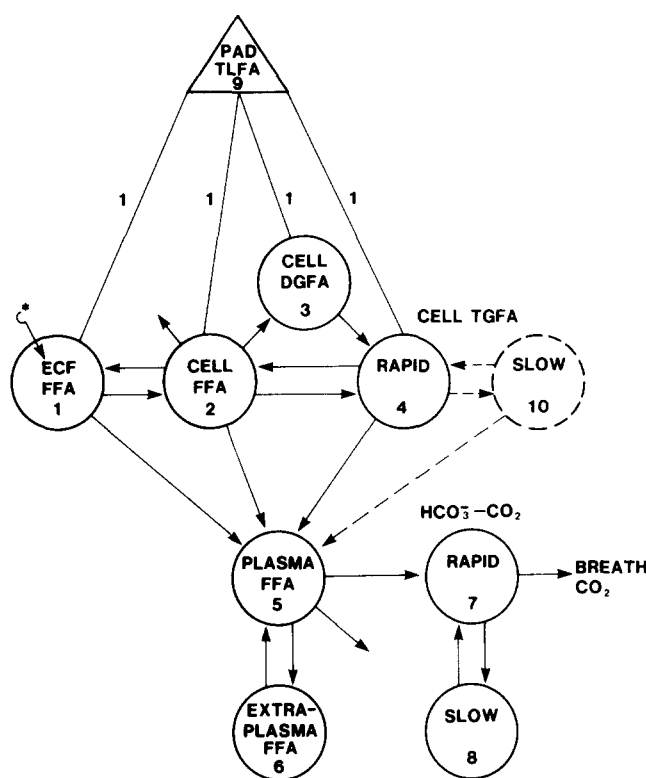 PAD
TLFA
9
1
1
1
1
CELL
DGFA
3
CELL TGFA
*
ECF
FFA
1
CELL
FFA
2
RAPID
4
SLOW
10
HCO₃⁻–CO₂
PLASMA
FFA
5
RAPID
7
BREATH
CO₂
EXTRA-
PLASMA
FFA
6
SLOW
8